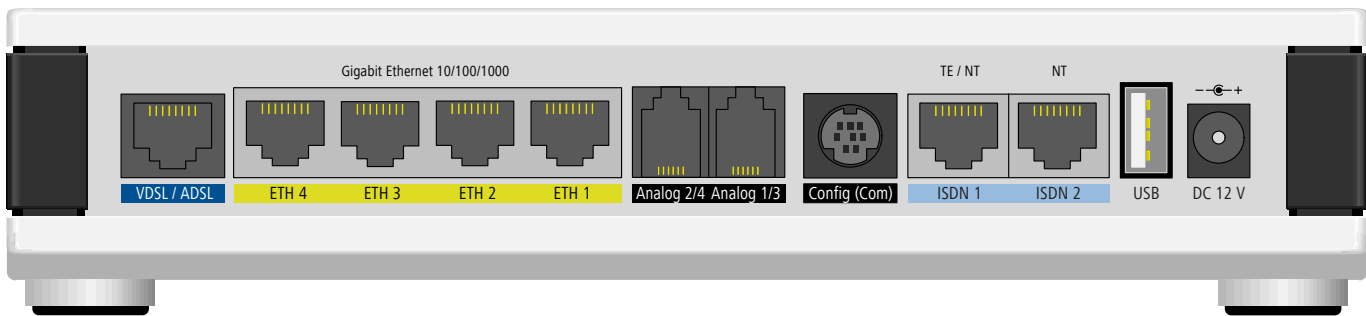 Gigabit Ethernet 10/100/1000
TE / NT
NT
VDSL / ADSL
ETH 4
ETH 3
ETH 2
ETH 1
Analog 2/4
Analog 1/3
Config (Com)
ISDN 1
ISDN 2
USB
DC 12 V